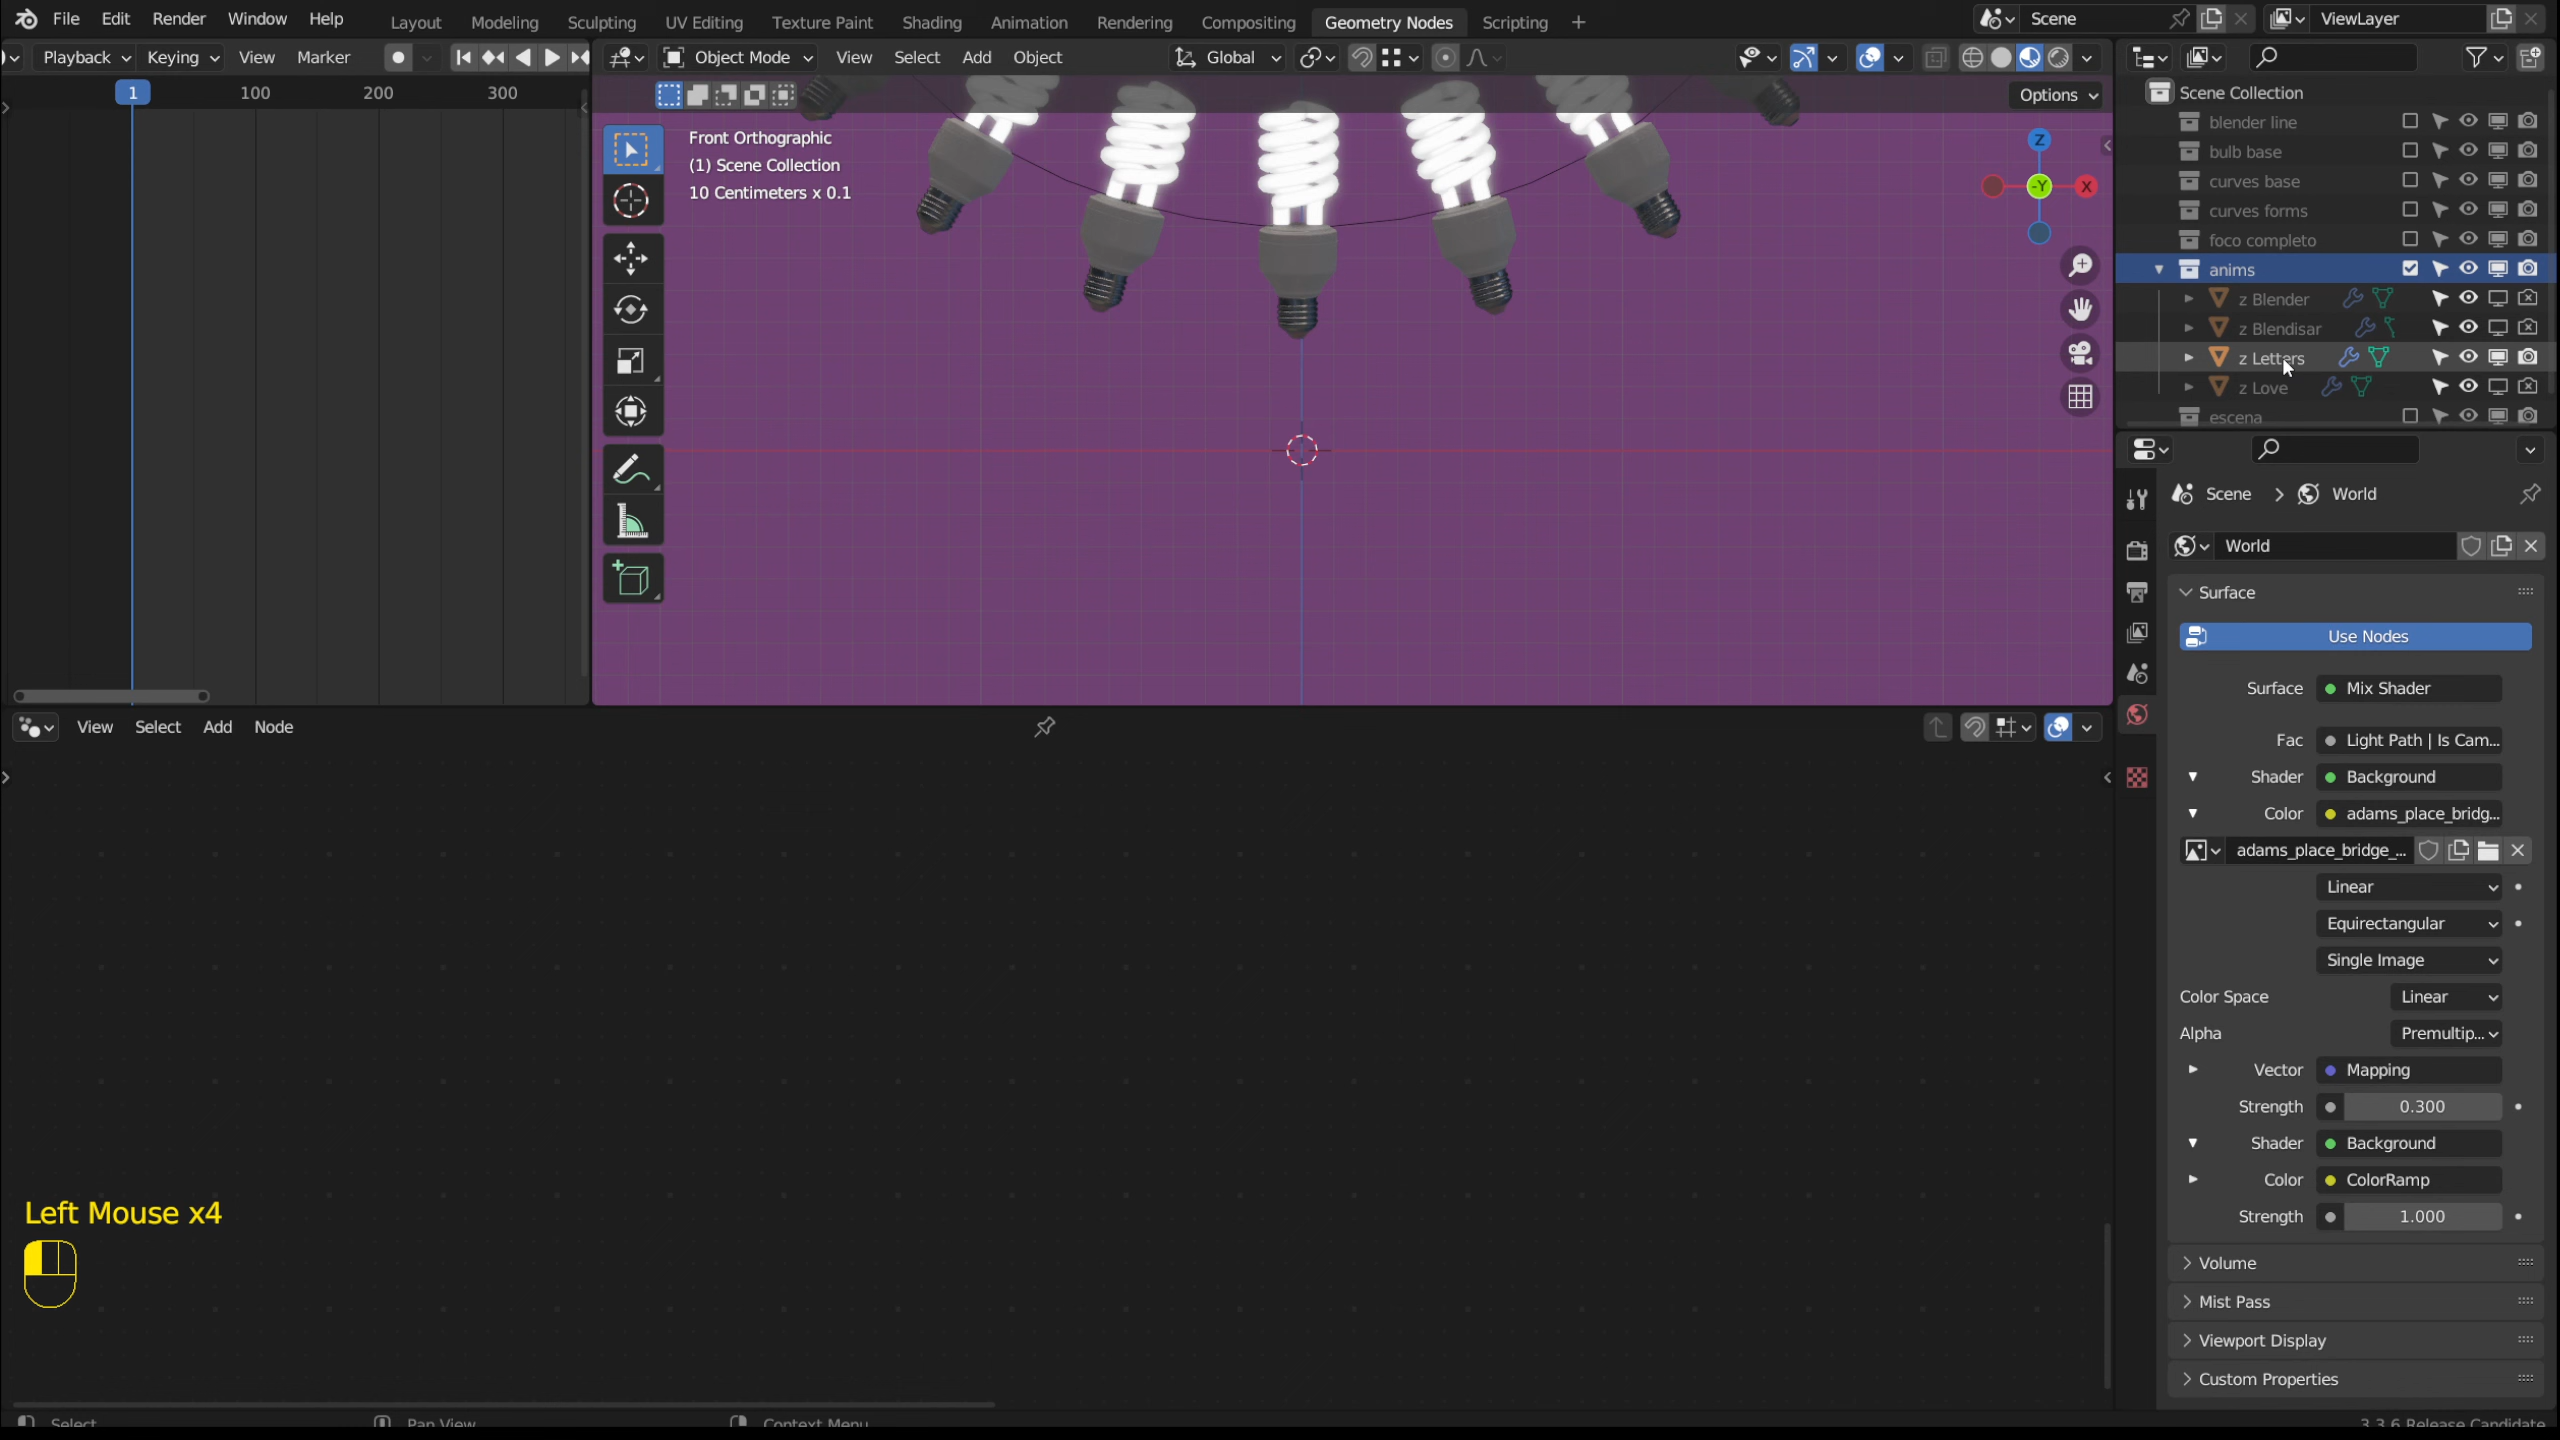 File Edit Render Window Help Layout Modeling Sculpting UV Editing Texture Paint Shading Animation Rendering Compositing Geometry Nodes Scripting + Scene ViewLayer
Playback Keying View Marker Object Mode View Select Add Object Global
1 100 200 300
Options
Front Orthographic
(1) Scene Collection
10 Centimeters x 0.1
Z
-Y X
Scene Collection
blender line
bulb base
curves base
curves forms
foco completo
anims
z Blender
z Blendisar
z Letters
z Love
escena
Scene > World
World
Surface
Use Nodes
Surface Mix Shader
Fac Light Path | Is Cam...
Shader Background
Color adams_place_bridg...
adams_place_bridge_...
Linear
Equirectangular
Single Image
Color Space Linear
Alpha Premultip...
Vector Mapping
Strength 0.300
Shader Background
Color ColorRamp
Strength 1.000
Volume
Mist Pass
Viewport Display
Custom Properties
View Select Add Node
Left Mouse x4
Select Pan View Context Menu 3.3.6 Release Candidate